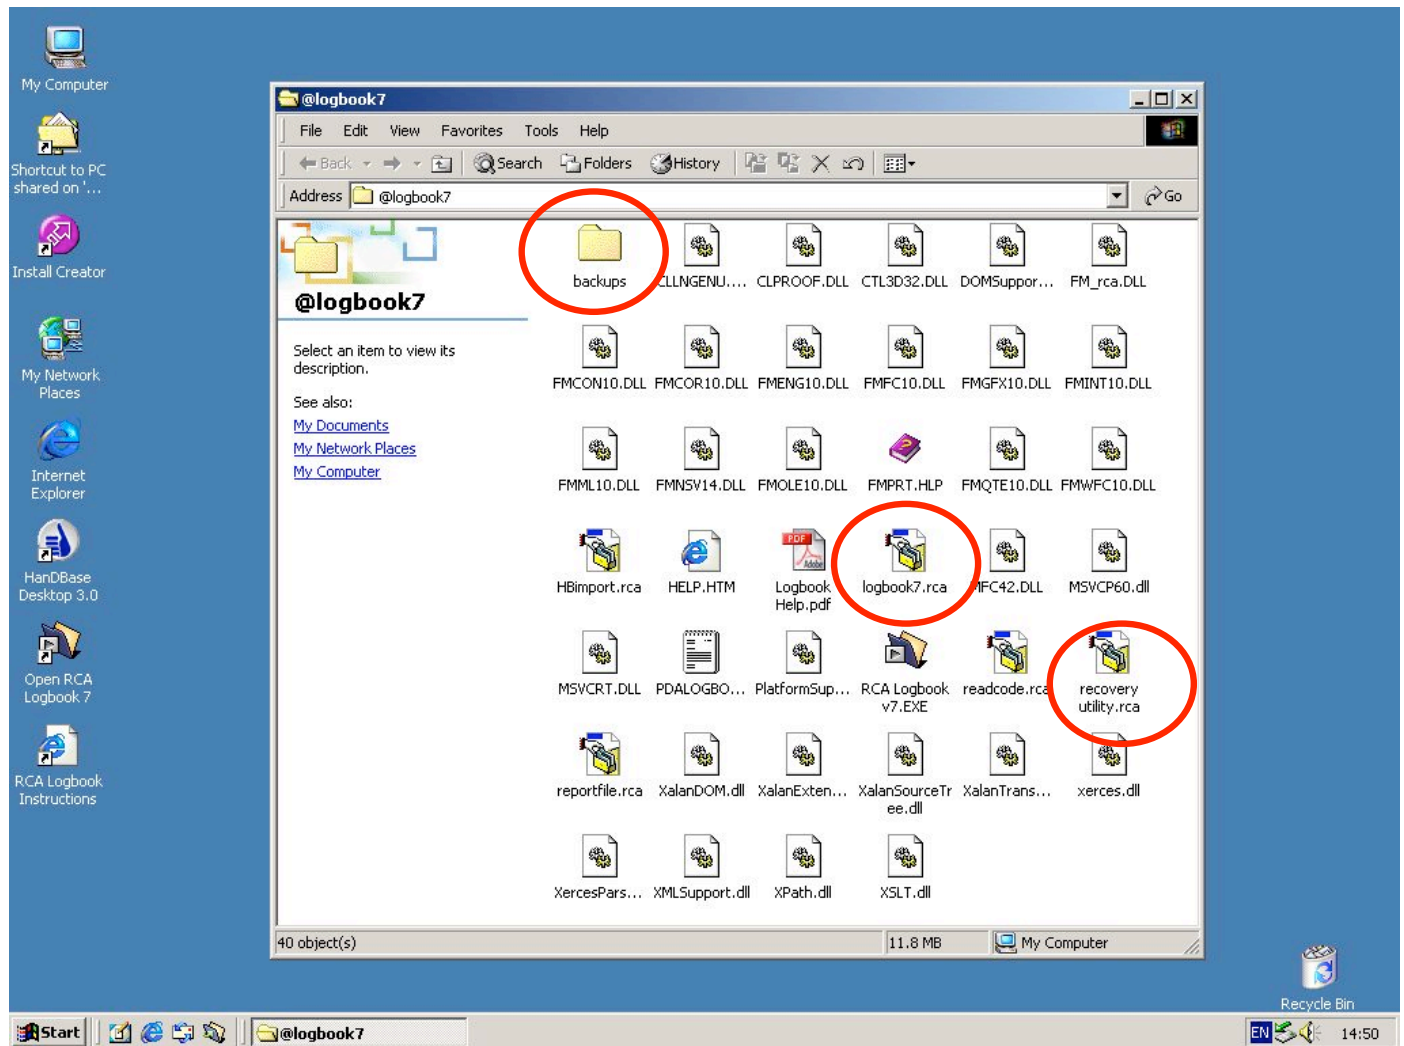 My Computer
Shortcut to PC
shared on '...
Install Creator
My Network
Places
Internet
Explorer
HanDBase
Desktop 3.0
Open RCA
Logbook 7
RCA Logbook
Instructions
@logbook7
File Edit View Favorites Tools Help
Back Search Folders History
Address @logbook7 Go
@logbook7
Select an item to view its
description.
See also:
My Documents
My Network Places
My Computer
backups CLLNGENU.... CLPROOF.DLL CTL3D32.DLL DOMSuppor... FM_rca.DLL
FMCON10.DLL FMCOR10.DLL FMENG10.DLL FMFC10.DLL FMGFX10.DLL FMINT10.DLL
FMML10.DLL FMNSV14.DLL FMOLE10.DLL FMPRT.HLP FMQTE10.DLL FMWFC10.DLL
PDF
Adobe
HBimport.rca HELP.HTM Logbook logbook7.rca MFC42.DLL MSVCP60.dll
Help.pdf
MSVCRT.DLL PDALOGBO... PlatformSup... RCA Logbook readcode.rca recovery
v7.EXE utility.rca
reportfile.rca XalanDOM.dll XalanExten... XalanSourceTr XalanTrans... xerces.dll
ee.dll
XercesPars... XMLSupport.dll XPath.dll XSLT.dll
40 object(s) 11.8 MB My Computer
Recycle Bin
Start @logbook7 EN 14:50